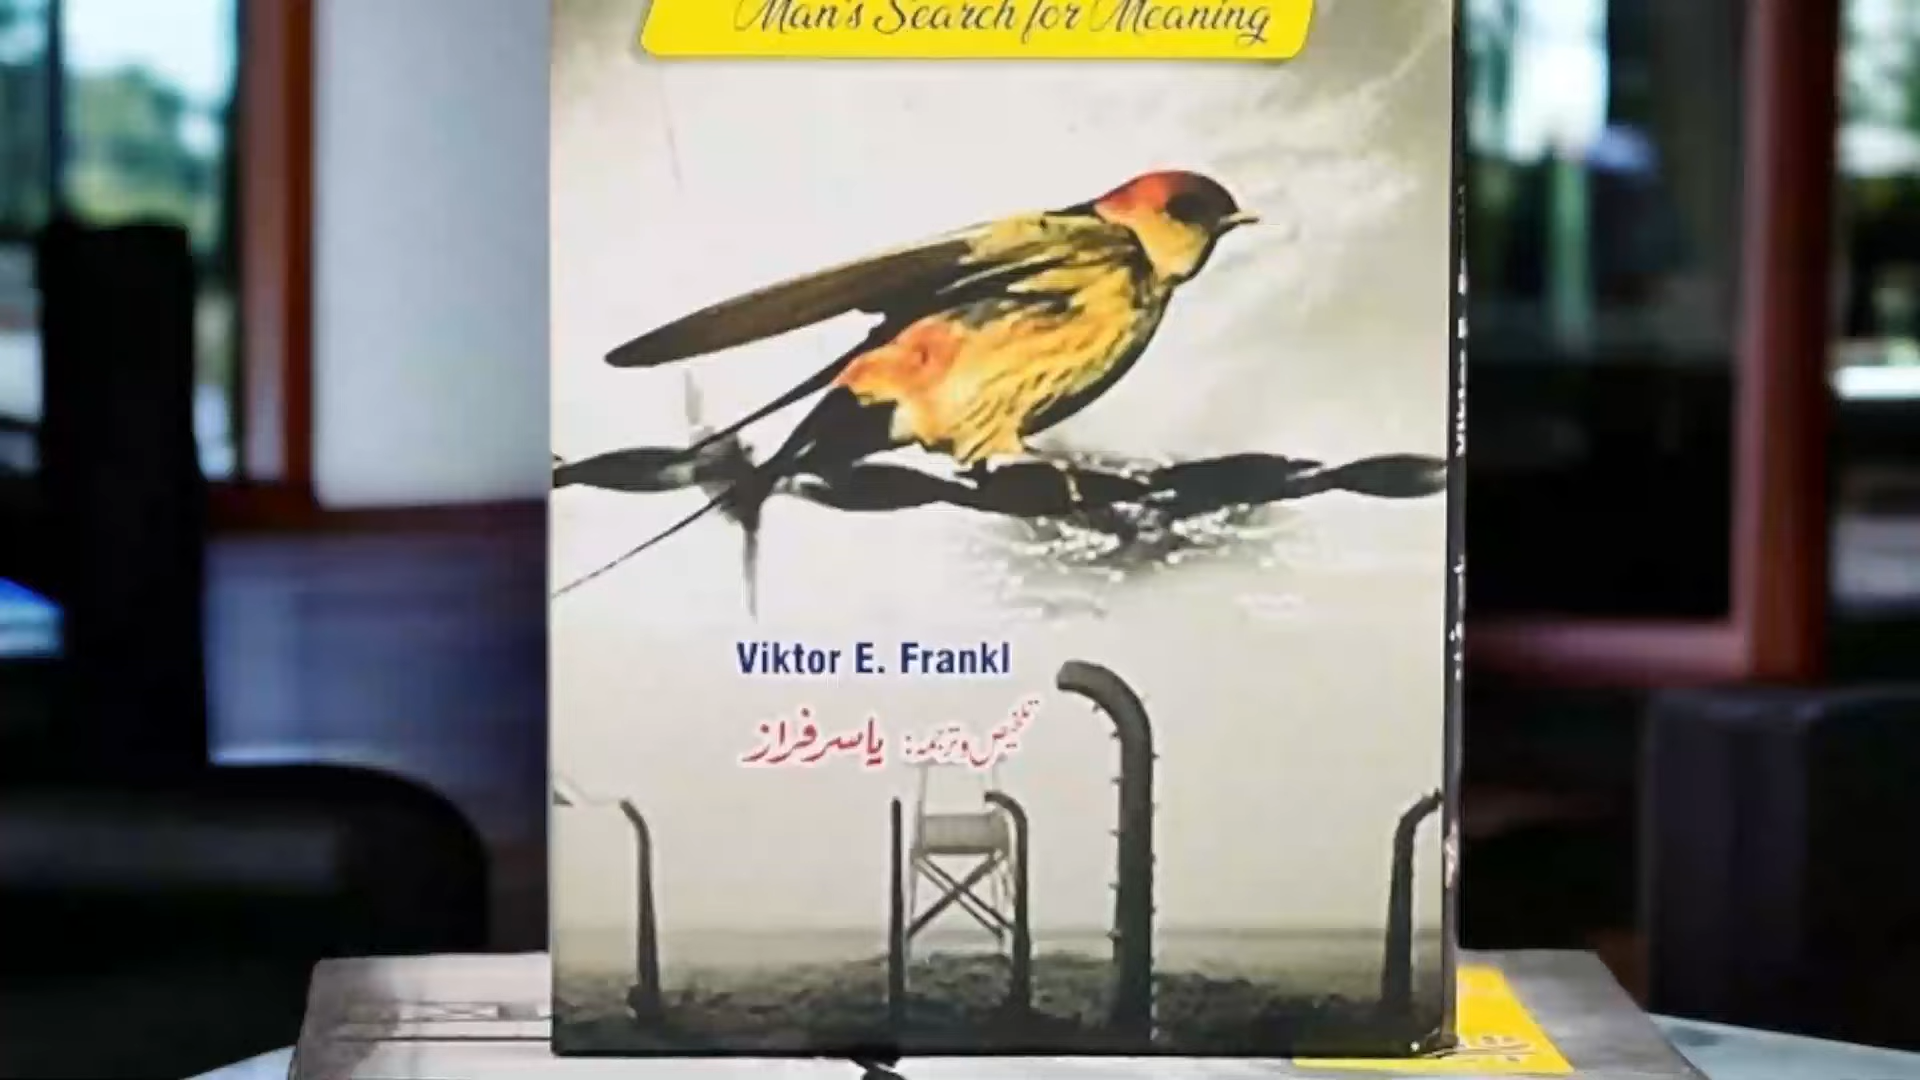 Man's Search for Meaning
Viktor E. Frankl
تلخیص و ترجمہ: یاسر فراز